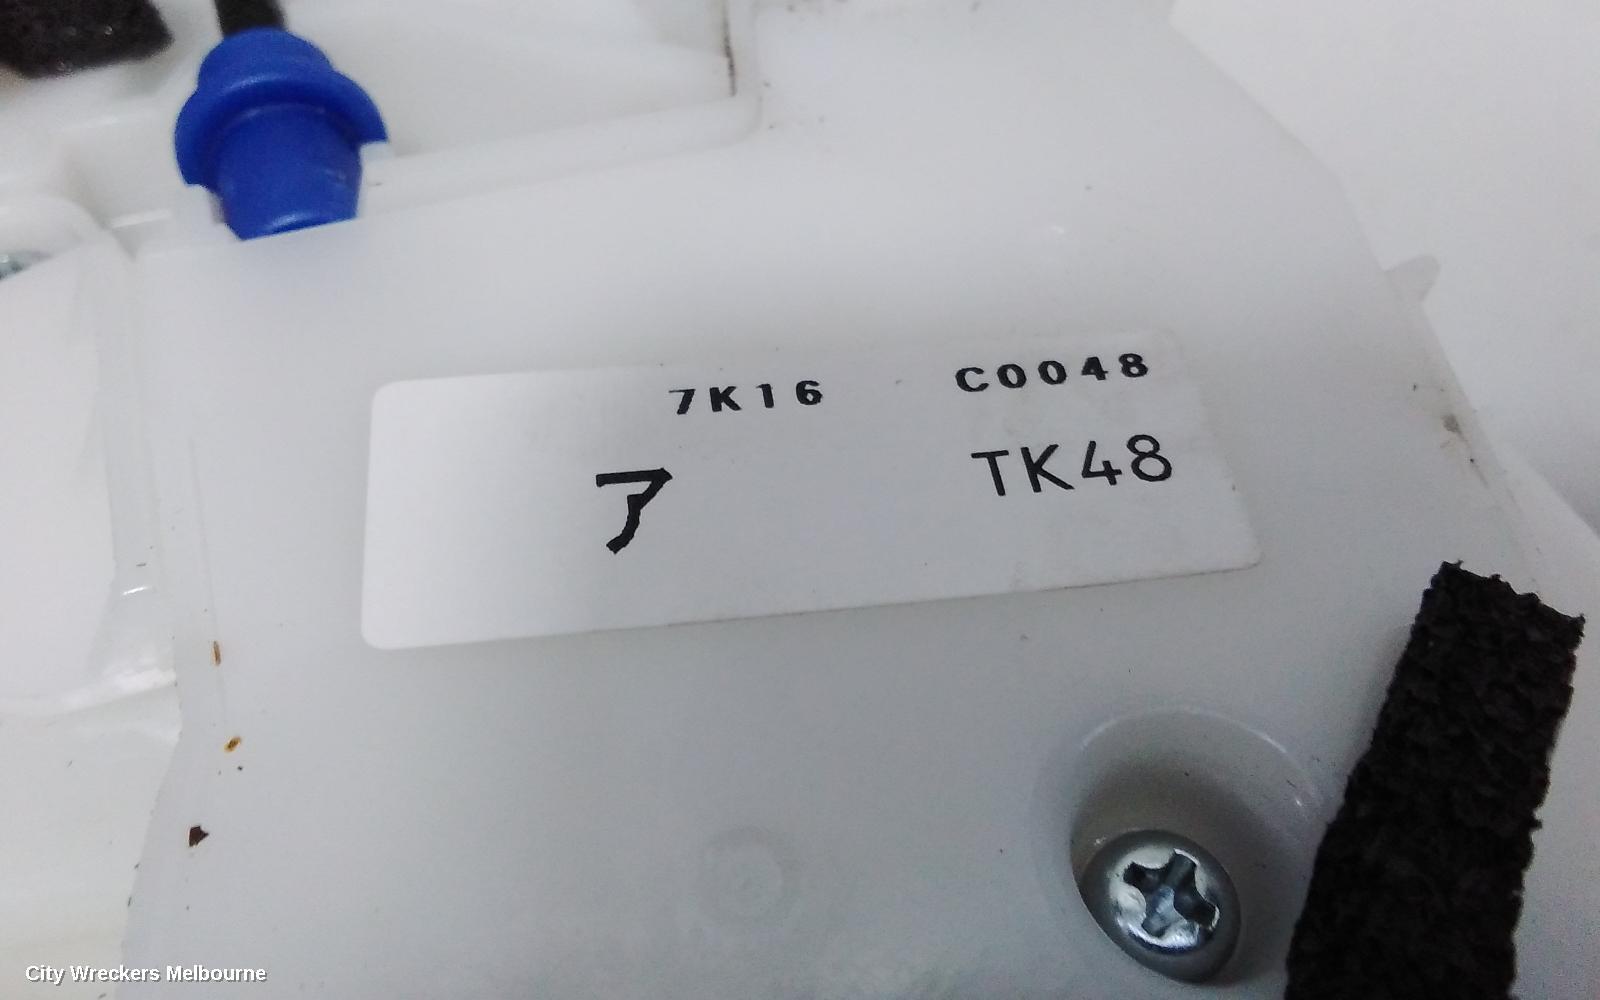 7K16 C0048
ア TK48
City Wreckers Melbourne